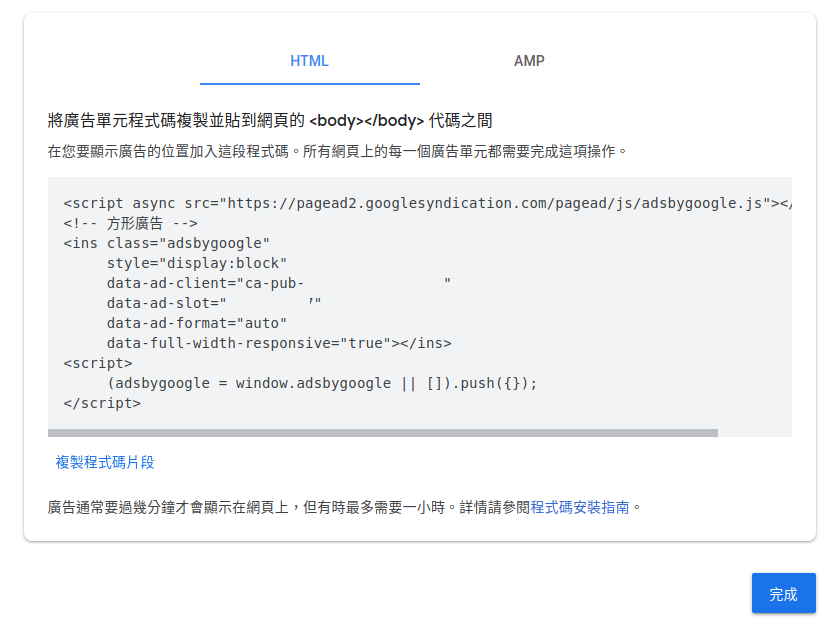 HTML
AMP
將廣告單元程式碼複製並貼到網頁的 <body></body> 代碼之間
在您要顯示廣告的位置加入這段程式碼。所有網頁上的每一個廣告單元都需要完成這項操作。
<script async src="https://pagead2.googlesyndication.com/pagead/js/adsbygoogle.js"></
<!-- 方形廣告 -->
<ins class="adsbygoogle"
style="display:block"
data-ad-client="ca-pub-                "
data-ad-slot="          "
data-ad-format="auto"
data-full-width-responsive="true"></ins>
<script>
(adsbygoogle = window.adsbygoogle || []).push({});
</script>
複製程式碼片段
廣告通常要過幾分鐘才會顯示在網頁上，但有時最多需要一小時。詳情請參閱程式碼安裝指南。
完成